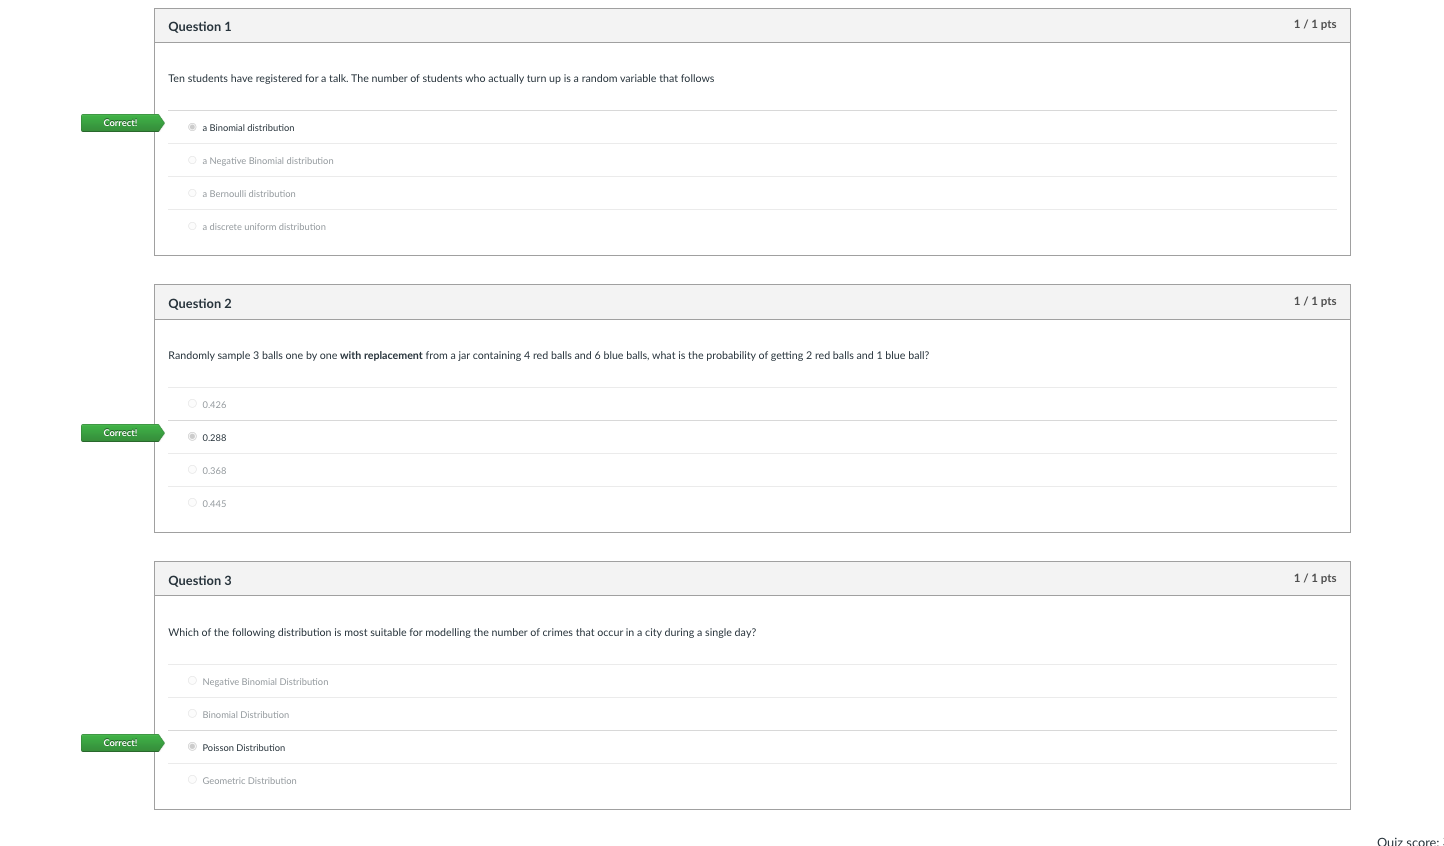 Question 1
1 / 1 pts
Ten students have registered for a talk. The number of students who actually turn up is a random variable that follows
Correct!
a Binomial distribution
a Negative Binomial distribution
a Bernoulli distribution
a discrete uniform distribution
Question 2
1 / 1 pts
Randomly sample 3 balls one by one with replacement from a jar containing 4 red balls and 6 blue balls, what is the probability of getting 2 red balls and 1 blue ball?
0.426
Correct!
0.288
0.368
0.445
Question 3
1 / 1 pts
Which of the following distribution is most suitable for modelling the number of crimes that occur in a city during a single day?
Negative Binomial Distribution
Binomial Distribution
Correct!
Poisson Distribution
Geometric Distribution
Quiz score: